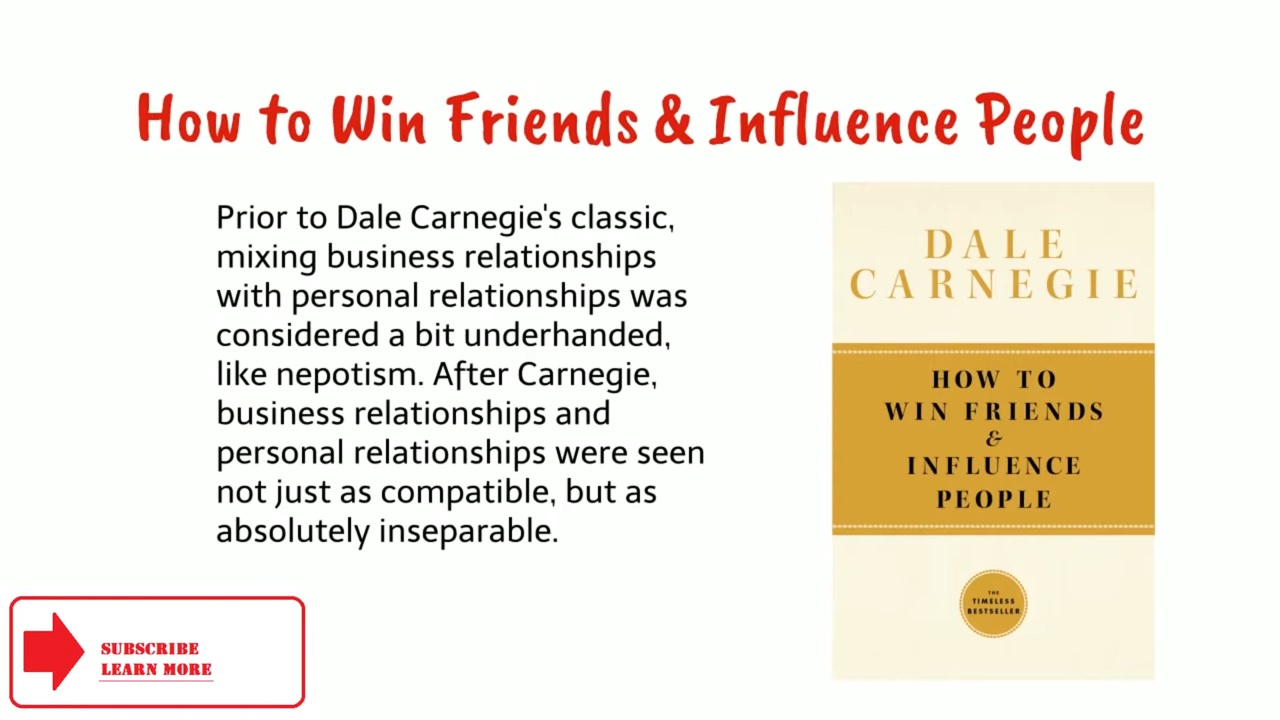 How to Win Friends & Influence People
Prior to Dale Carnegie's classic,
mixing business relationships
with personal relationships was
considered a bit underhanded,
like nepotism. After Carnegie,
business relationships and
personal relationships were seen
not just as compatible, but as
absolutely inseparable.
DALE
CARNEGIE
HOW TO
WIN FRIENDS
&
INFLUENCE
PEOPLE
THE
TIMELESS
BESTSELLER
SUBSCRIBE
LEARN MORE